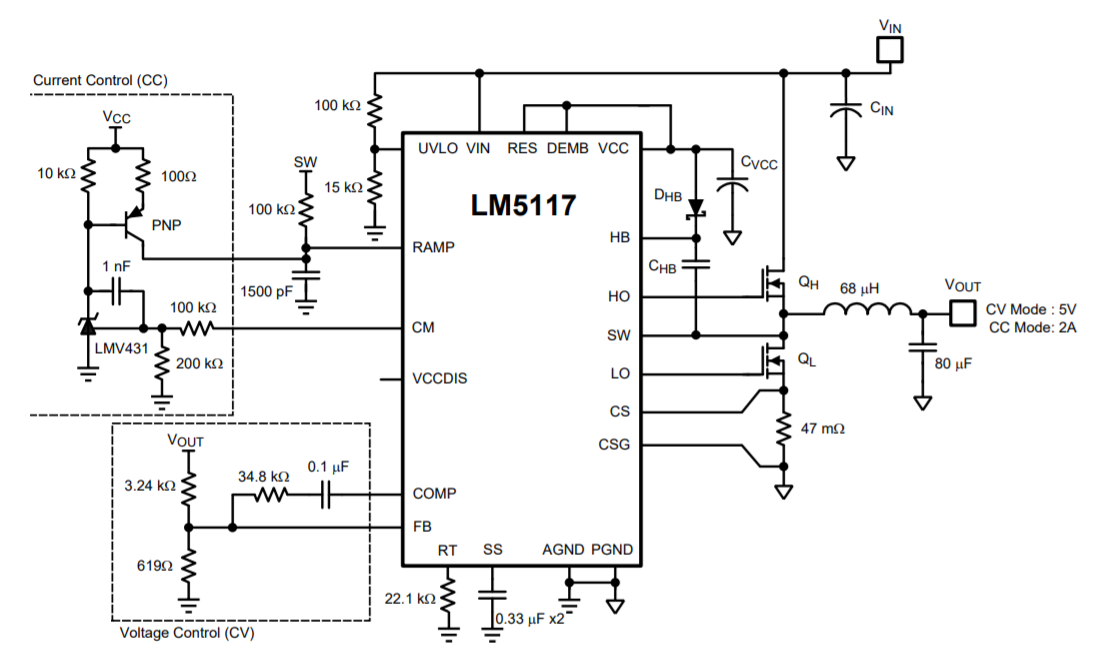 VIN
Current Control (CC)
VCC
10 kΩ
100Ω
PNP
1 nF
100 kΩ
LMV431
200 kΩ
SW
100 kΩ
1500 pF
100 kΩ
15 kΩ
CIN
UVLO VIN RES DEMB VCC
LM5117
RAMP
CM
VCCDIS
COMP
FB
RT SS AGND PGND
HB
HO
SW
LO
CS
CSG
CVCC
DHB
CHB
QH
68 µH
VOUT
CV Mode : 5V
CC Mode: 2A
QL
80 µF
47 mΩ
VOUT
3.24 kΩ
34.8 kΩ
0.1 µF
619Ω
Voltage Control (CV)
22.1 kΩ
0.33 µF x2